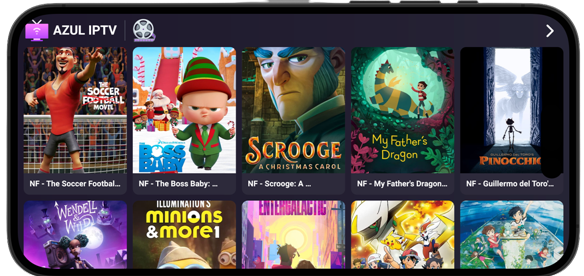 AZUL IPTV
THE
SOCCER
FOOTBALL
MOVIE
BOSS
BABY
SCROOGE
A CHRISTMAS CAROL
My Father's
Dragon
PINOCCHIO
NF - The Soccer Footbal...
NF - The Boss Baby: ...
NF - Scrooge: A ...
NF - My Father's Dragon...
NF - Guillermo del Toro'...
WENDELL
& WILD
ILLUMINATION'S
minions
& more 1
ENTERGALACTIC